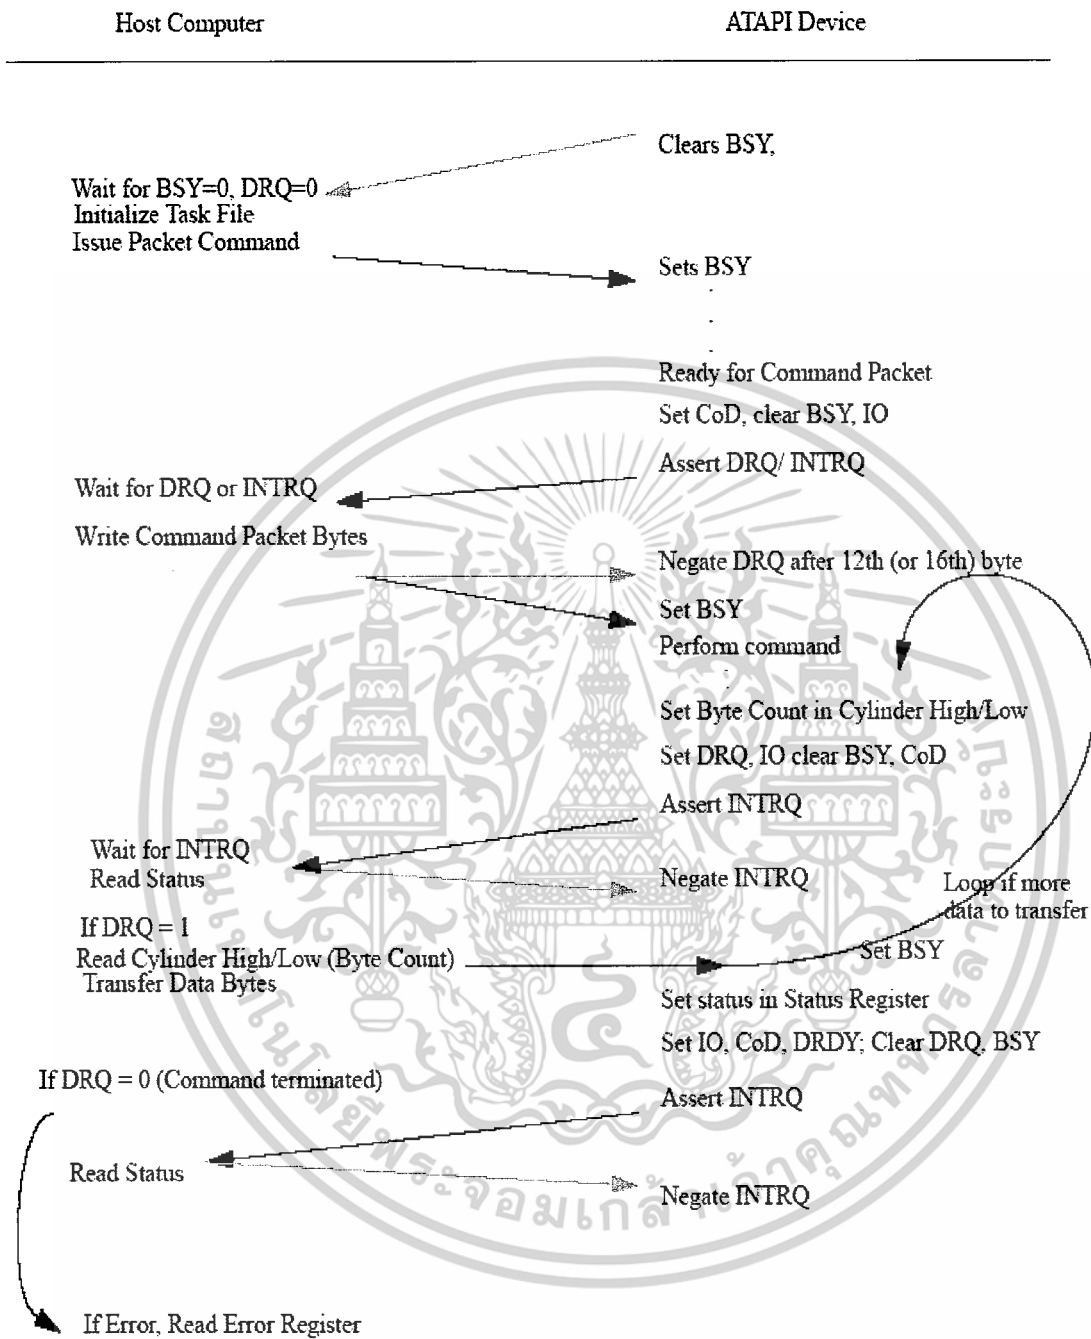 Host Computer
ATAPI Device
Clears BSY,
Wait for BSY=0, DRQ=0
Initialize Task File
Issue Packet Command
Sets BSY
.
.
.
Ready for Command Packet
Set CoD, clear BSY, IO
Assert DRQ/ INTRQ
Wait for DRQ or INTRQ
Write Command Packet Bytes
Negate DRQ after 12th (or 16th) byte
Set BSY
Perform command
Set Byte Count in Cylinder High/Low
Set DRQ, IO clear BSY, CoD
Assert INTRQ
Wait for INTRQ
Read Status
Negate INTRQ
Loop if more
data to transfer
If DRQ = 1
Read Cylinder High/Low (Byte Count)
Transfer Data Bytes
Set BSY
Set status in Status Register
Set IO, CoD, DRDY; Clear DRQ, BSY
If DRQ = 0 (Command terminated)
Assert INTRQ
Read Status
Negate INTRQ
If Error, Read Error Register